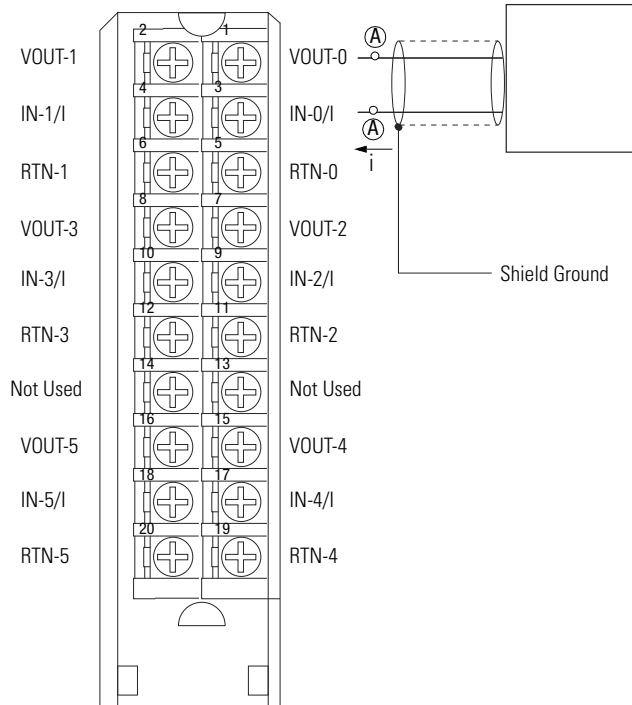 2 1
VOUT-1 VOUT-0 A
4 3
IN-1/I IN-0/I A
6 5
i
RTN-1 RTN-0
8 7
VOUT-3 VOUT-2
10 9
IN-3/I IN-2/I Shield Ground
12 11
RTN-3 RTN-2
14 13
Not Used Not Used
16 15
VOUT-5 VOUT-4
18 17
IN-5/I IN-4/I
20 19
RTN-5 RTN-4